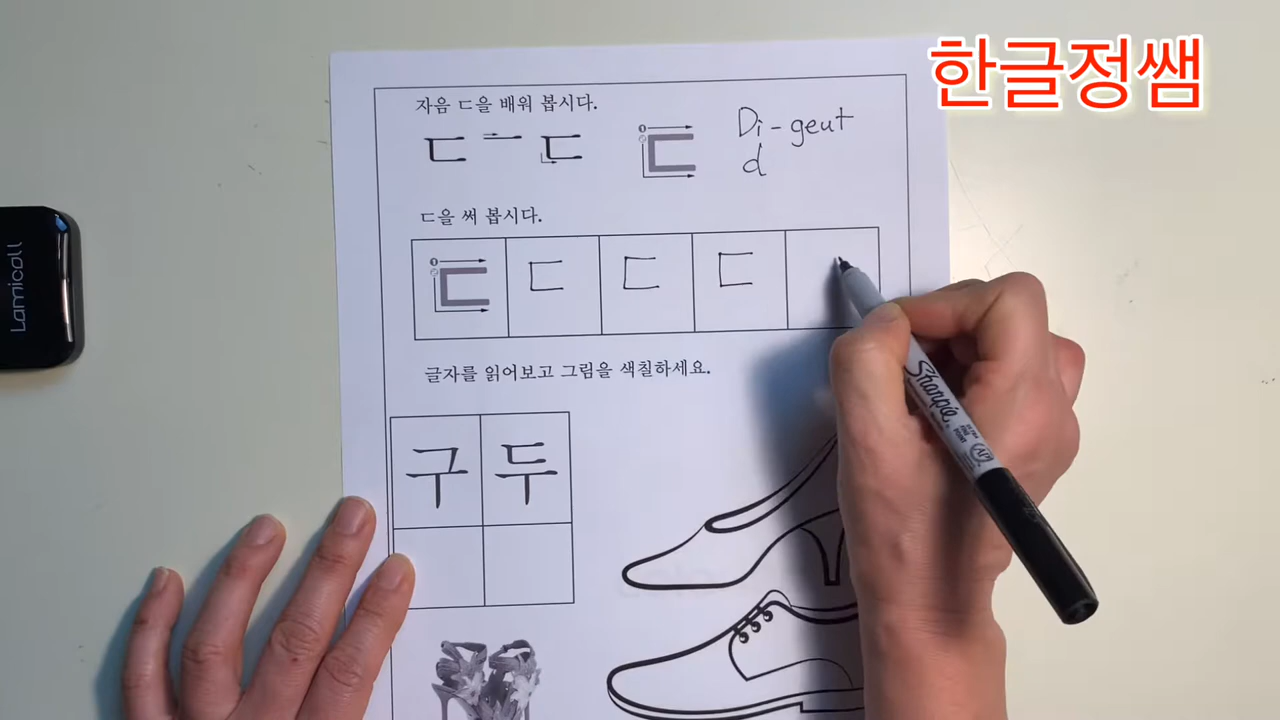 한글정쌤
자음 ㄷ을 배워 봅시다.
ㄷ ㅡ ㄷ ㄷ Di-geut
d
ㄷ을 써 봅시다.
ㄷ ㄷ ㄷ ㄷ
글자를 읽어보고 그림을 색칠하세요.
구 두
Lamicall
Sharpie